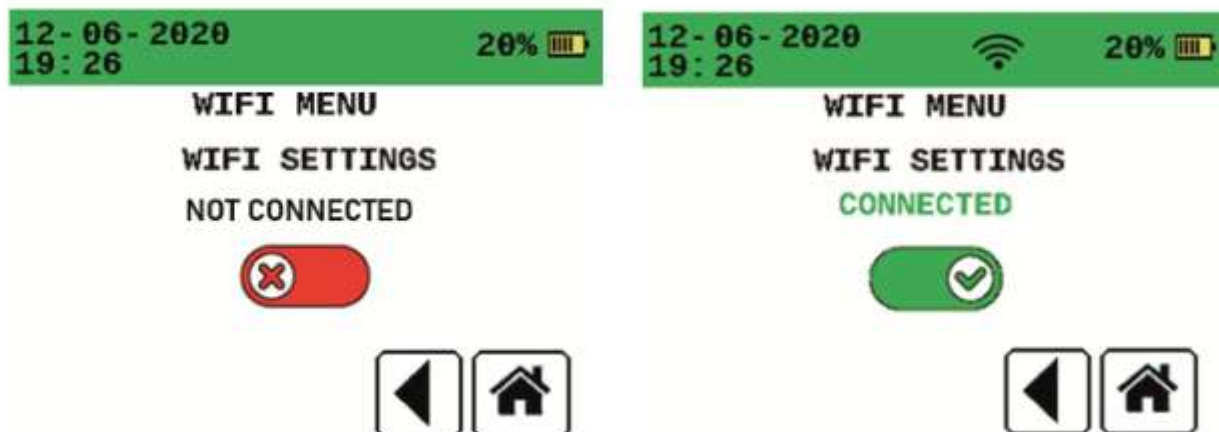 12-06-2020
19:26
20%
WIFI MENU
WIFI SETTINGS
NOT CONNECTED
12-06-2020
19:26
20%
WIFI MENU
WIFI SETTINGS
CONNECTED